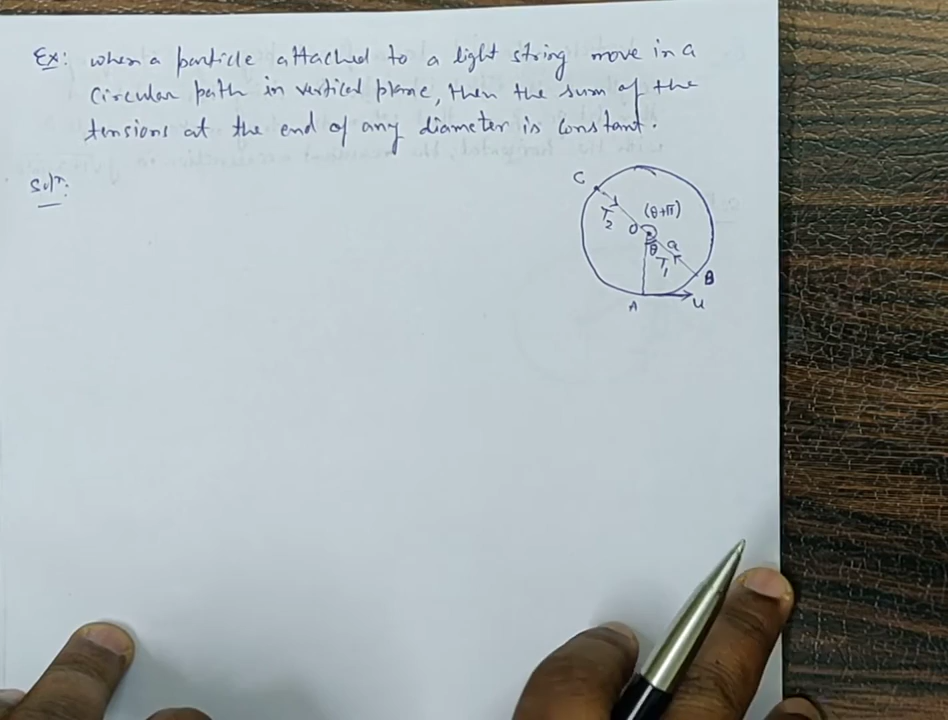 Ex: when a particle attached to a light string move in a
circular path in vertical plane, then the sum of the
tensions at the end of any diameter is constant.
Solⁿ:
C
T₂
(θ+π)
O
θ
a
T₁
B
A
u